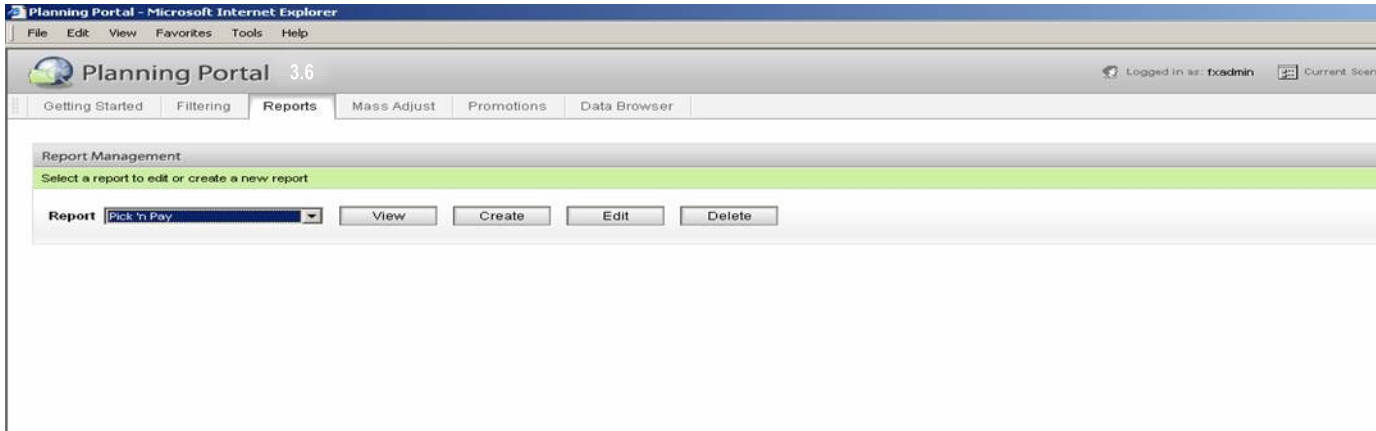 Planning Portal - Microsoft Internet Explorer
File Edit View Favorites Tools Help
Planning Portal 3.6
Logged in as: fxadmin Current Scen
Getting Started Filtering Reports Mass Adjust Promotions Data Browser
Report Management
Select a report to edit or create a new report
Report Pick 'n Pay View Create Edit Delete